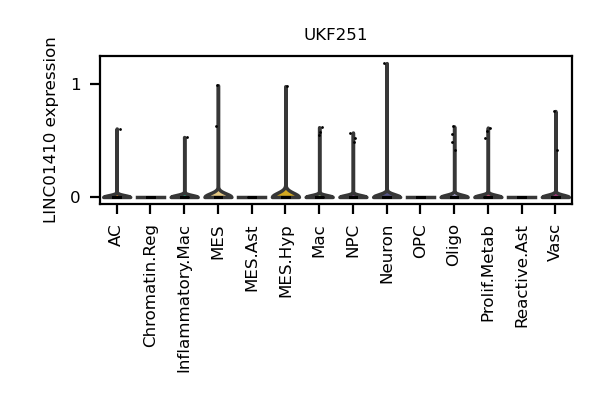 UKF251
LINC01410 expression
1
0
AC
Chromatin.Reg
Inflammatory.Mac
MES
MES.Ast
MES.Hyp
Mac
NPC
Neuron
OPC
Oligo
Prolif.Metab
Reactive.Ast
Vasc